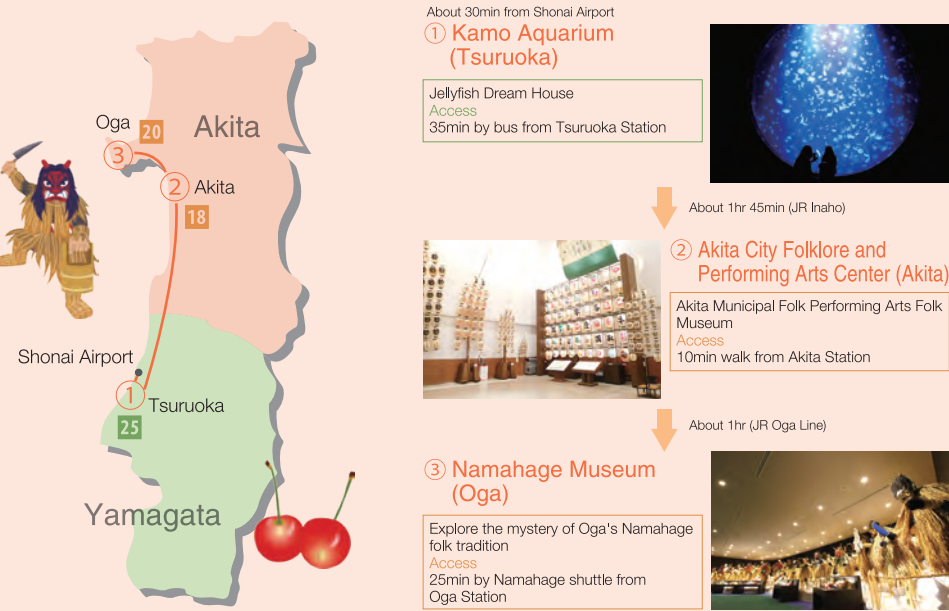 Oga
20
Akita
③
②
Akita
18
Shonai Airport
①
Tsuruoka
25
Yamagata
About 30min from Shonai Airport
① Kamo Aquarium
(Tsuruoka)
Jellyfish Dream House
Access
35min by bus from Tsuruoka Station
About 1hr 45min (JR Inaho)
② Akita City Folklore and
Performing Arts Center (Akita)
Akita Municipal Folk Performing Arts Folk
Museum
Access
10min walk from Akita Station
About 1hr (JR Oga Line)
③ Namahage Museum
(Oga)
Explore the mystery of Oga's Namahage
folk tradition
Access
25min by Namahage shuttle from
Oga Station